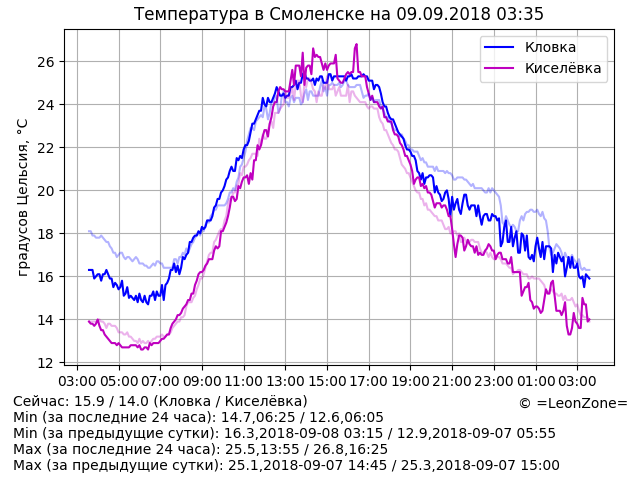 Температура в Смоленске на 09.09.2018 03:35
градусов Цельсия, °C
26
24
22
20
18
16
14
12
Кловка
Киселёвка
03:00 05:00 07:00 09:00 11:00 13:00 15:00 17:00 19:00 21:00 23:00 01:00 03:00
Сейчас: 15.9 / 14.0 (Кловка / Киселёвка)
© =LeonZone=
Min (за последние 24 часа): 14.7,06:25 / 12.6,06:05
Min (за предыдущие сутки): 16.3,2018-09-08 03:15 / 12.9,2018-09-07 05:55
Max (за последние 24 часа): 25.5,13:55 / 26.8,16:25
Max (за предыдущие сутки): 25.1,2018-09-07 14:45 / 25.3,2018-09-07 15:00